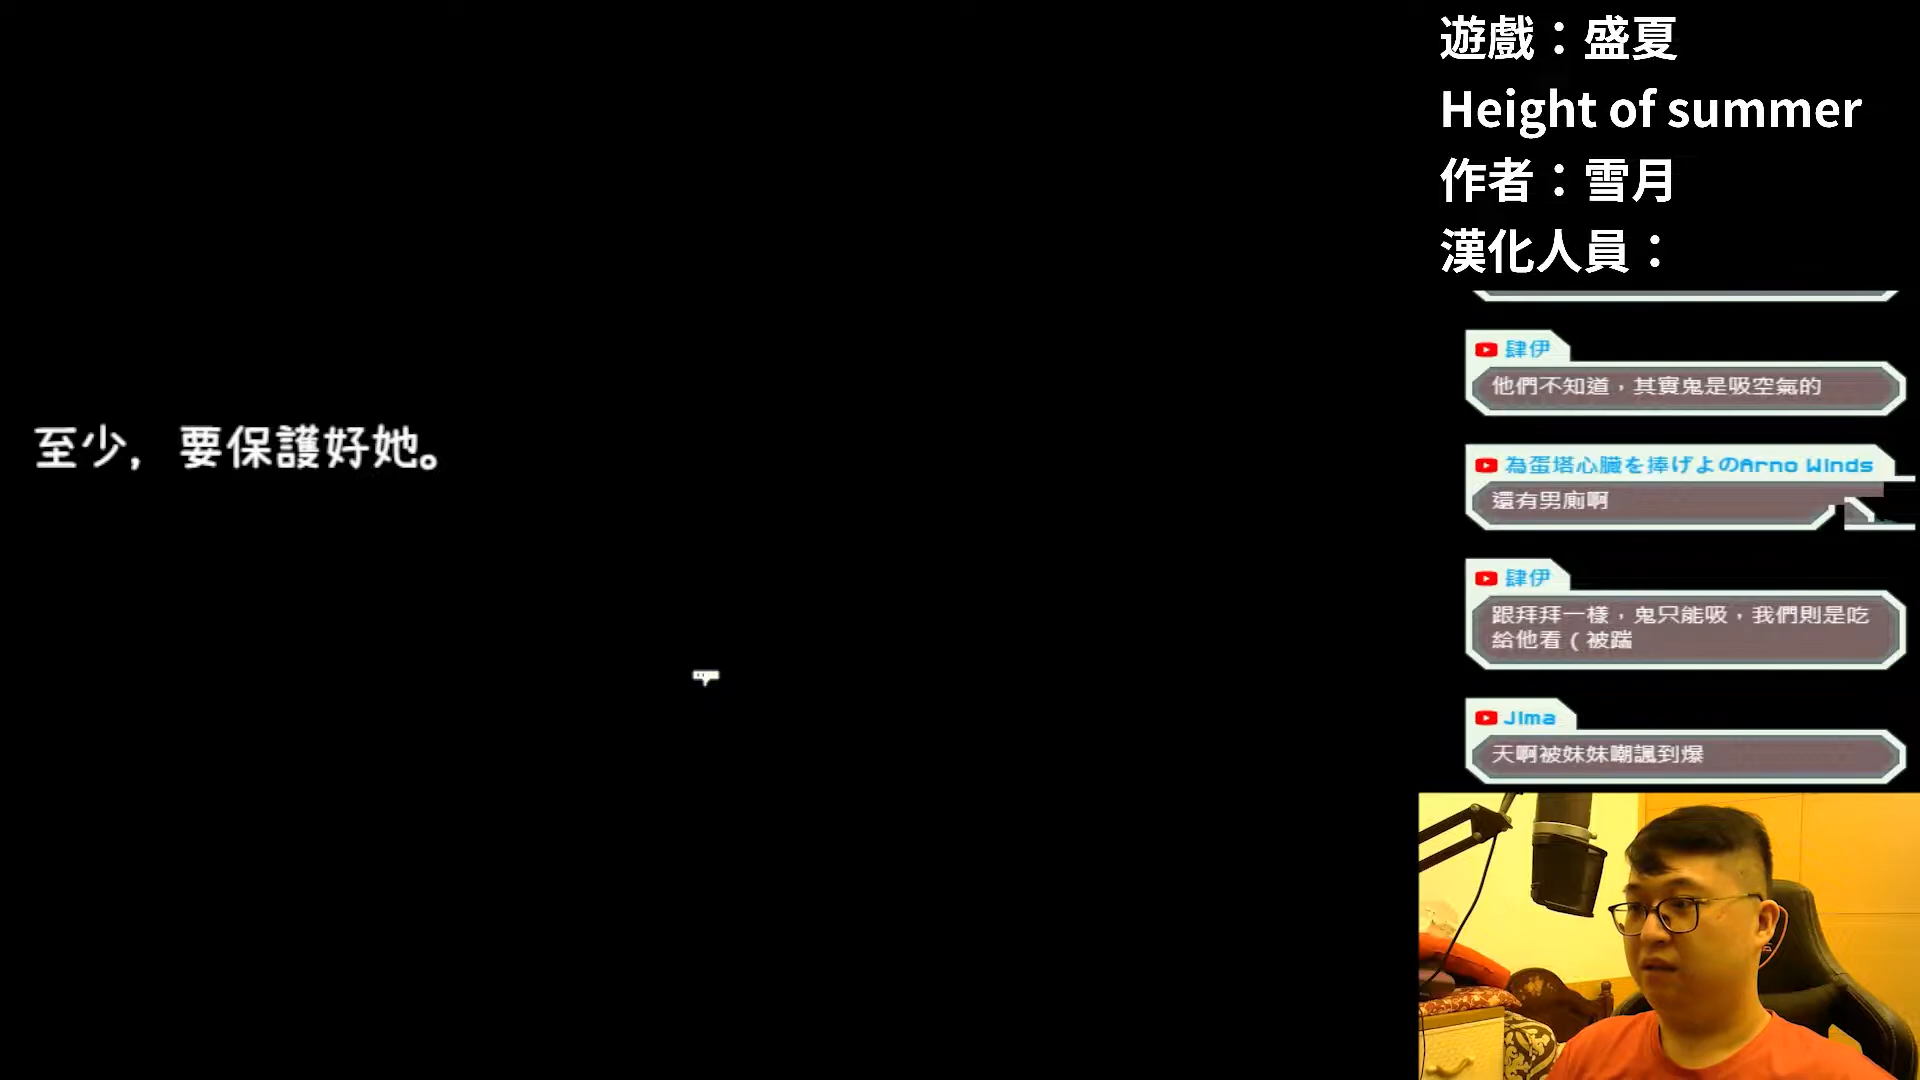 遊戲：盛夏
Height of summer
作者：雪月
漢化人員：
至少，要保護好她。
肆伊
他們不知道，其實鬼是吸空氣的
為蛋塔心臓を捧げよのArno Winds
還有男廁啊
肆伊
跟拜拜一樣，鬼只能吸，我們則是吃
給他看（被踹
Jima
天啊被妹妹嘲諷到爆